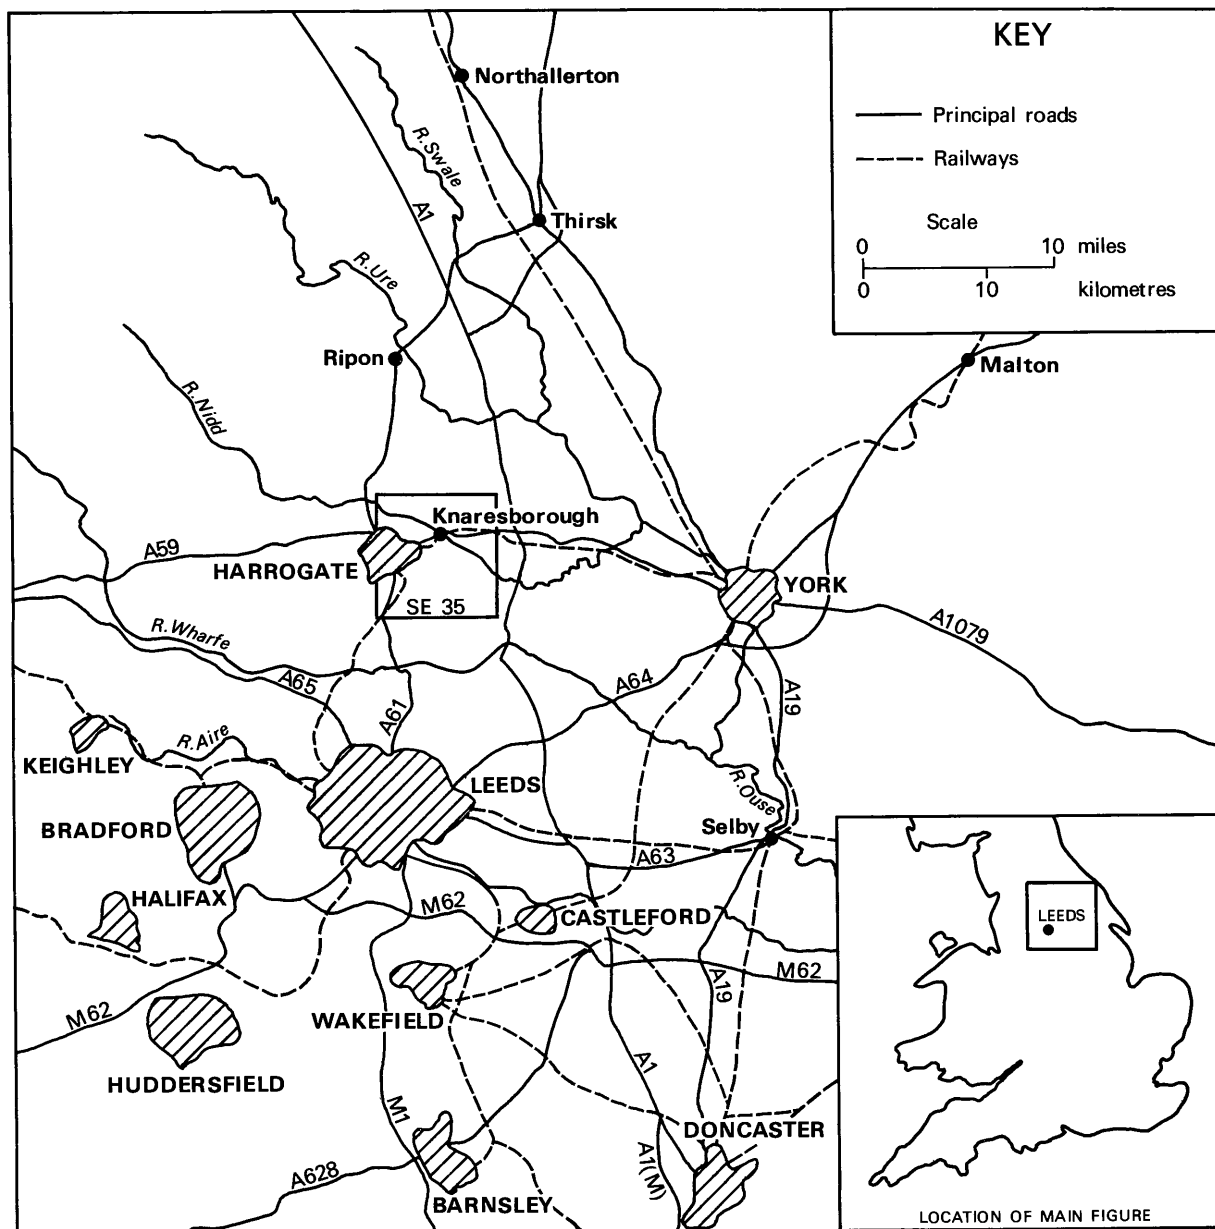 KEY
Principal roads
Railways
Scale
0 10 miles
0 10 kilometres
Northallerton
R.Swale
A1
Thirsk
R.Ure
Ripon
Malton
R.Nidd
Knaresborough
A59
HARROGATE
SE 35
YORK
A1079
R.Wharfe
A65
A64
A19
A61
R.Aire
KEIGHLEY
LEEDS
R.Ouse
BRADFORD
Selby
A63
HALIFAX
M62
CASTLEFORD
M62
A19
M62
WAKEFIELD
HUDDERSFIELD
A1
M1
DONCASTER
A1(M)
A628
BARNSLEY
LEEDS
LOCATION OF MAIN FIGURE